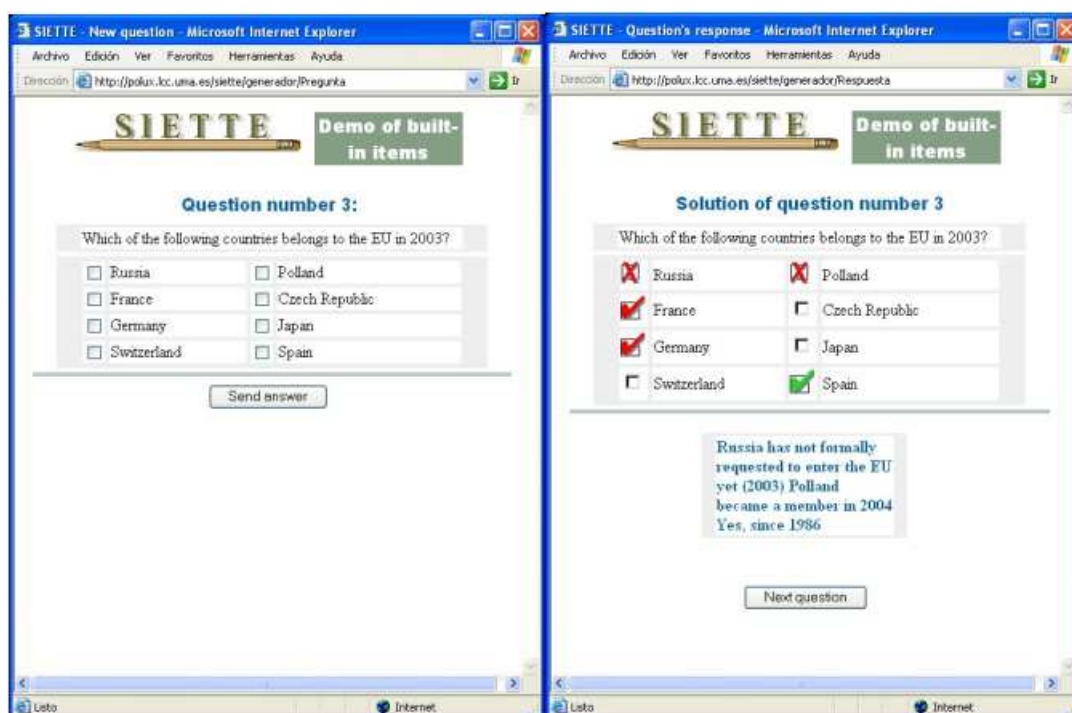 SIETTE - New question - Microsoft Internet Explorer
Archivo Edición Ver Favoritos Herramientas Ayuda
Dirección http://polux.lcc.uma.es/siette/generador/Pregunta Ir
SIETTE
Demo of built-
in items
Question number 3:
Which of the following countries belongs to the EU in 2003?
Russia Polland
France Czech Republic
Germany Japan
Switzerland Spain
Send answer
Listo Internet
SIETTE - Question's response - Microsoft Internet Explorer
Archivo Edición Ver Favoritos Herramientas Ayuda
Dirección http://polux.lcc.uma.es/siette/generador/Respuesta Ir
SIETTE
Demo of built-
in items
Solution of question number 3
Which of the following countries belongs to the EU in 2003?
Russia Polland
France Czech Republic
Germany Japan
Switzerland Spain
Russia has not formally
requested to enter the EU
yet (2003) Polland
became a member in 2004
Yes, since 1986
Next question
Listo Internet